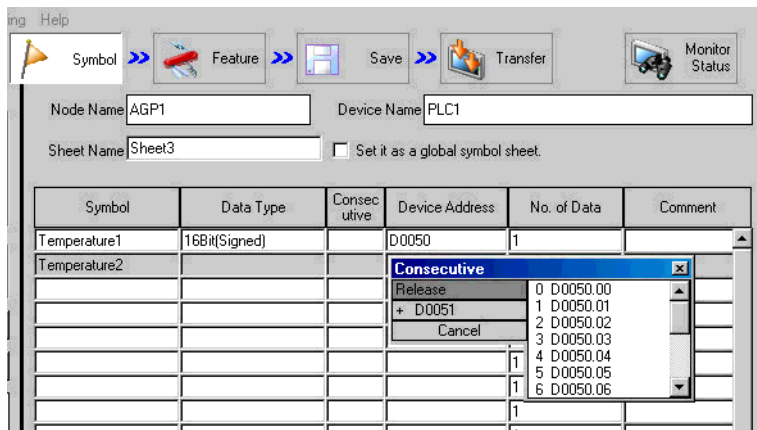 ing Help
Symbol Feature Save Transfer Monitor Status
Node Name AGP1 Device Name PLC1
Sheet Name Sheet3 Set it as a global symbol sheet.
Symbol Data Type Consec utive Device Address No. of Data Comment
Temperature1 16Bit(Signed) D0050 1
Temperature2
Consecutive
Release
+ D0051
Cancel
0 D0050.00
1 D0050.01
2 D0050.02
3 D0050.03
4 D0050.04
5 D0050.05
6 D0050.06
1
1
1